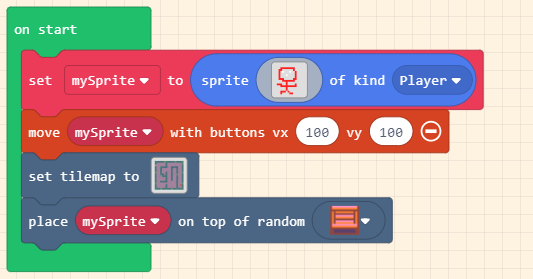 on start
set mySprite to sprite of kind Player
move mySprite with buttons vx 100 vy 100
set tilemap to
place mySprite on top of random